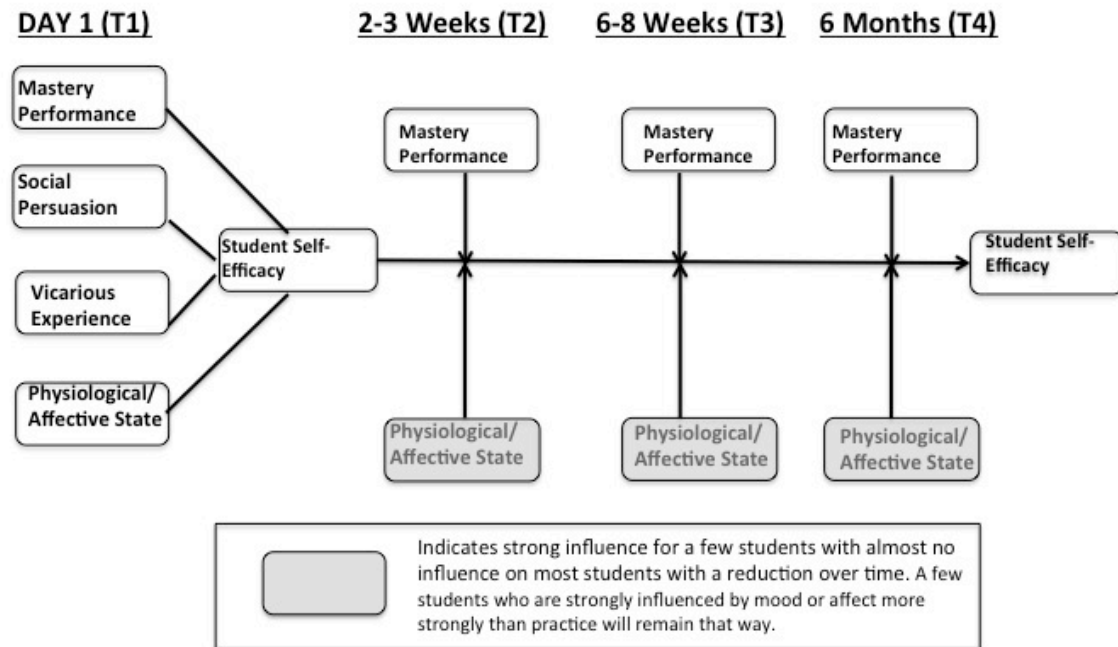 DAY 1 (T1)
2-3 Weeks (T2)
6-8 Weeks (T3)
6 Months (T4)
Mastery
Performance
Social
Persuasion
Vicarious
Experience
Physiological/
Affective State
Student Self-
Efficacy
Mastery
Performance
Physiological/
Affective State
Mastery
Performance
Physiological/
Affective State
Mastery
Performance
Physiological/
Affective State
Student Self-
Efficacy
Indicates strong influence for a few students with almost no
influence on most students with a reduction over time. A few
students who are strongly influenced by mood or affect more
strongly than practice will remain that way.